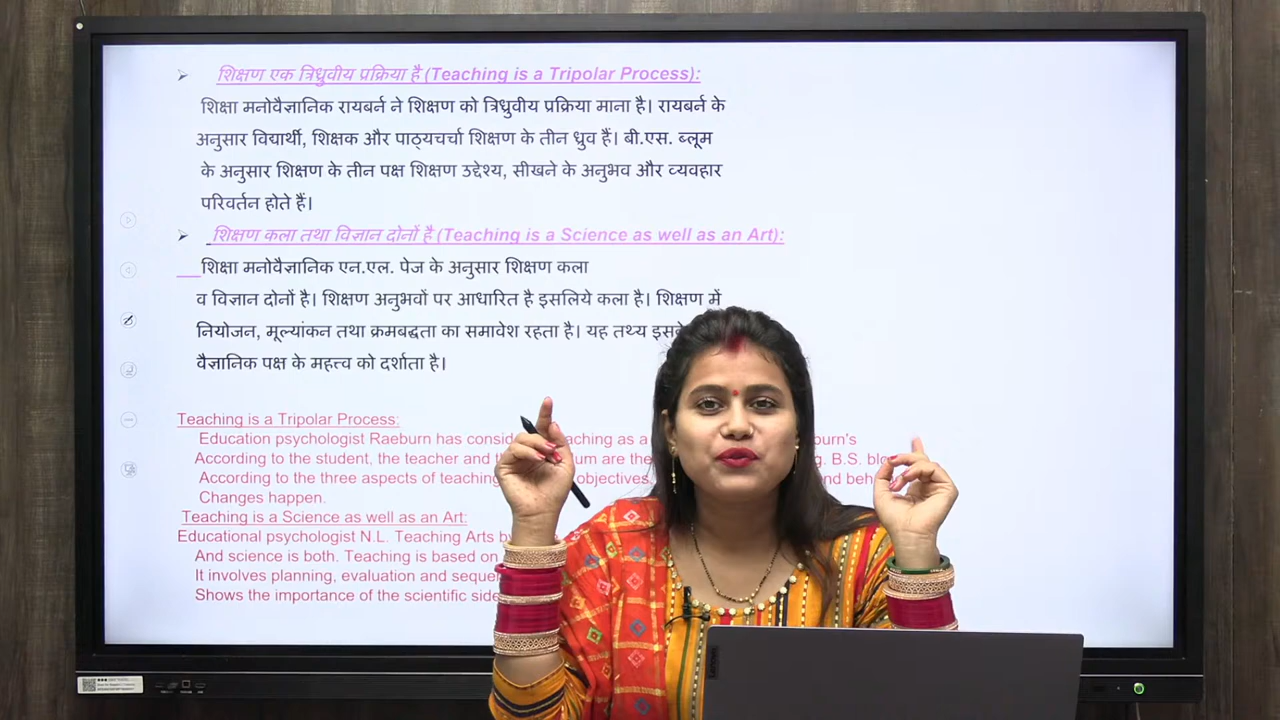 शिक्षण एक त्रिध्रुवीय प्रक्रिया है (Teaching is a Tripolar Process):
शिक्षा मनोवैज्ञानिक रायबर्न ने शिक्षण को त्रिध्रुवीय प्रक्रिया माना है। रायबर्न के
अनुसार विद्यार्थी, शिक्षक और पाठ्यचर्चा शिक्षण के तीन ध्रुव हैं। बी.एस. ब्लूम
के अनुसार शिक्षण के तीन पक्ष शिक्षण उद्देश्य, सीखने के अनुभव और व्यवहार
परिवर्तन होते हैं।
शिक्षण कला तथा विज्ञान दोनों है (Teaching is a Science as well as an Art):
शिक्षा मनोवैज्ञानिक एन.एल. पेज के अनुसार शिक्षण कला
व विज्ञान दोनों है। शिक्षण अनुभवों पर आधारित है इसलिये कला है। शिक्षण में
नियोजन, मूल्यांकन तथा क्रमबद्धता का समावेश रहता है। यह तथ्य
वैज्ञानिक पक्ष के महत्त्व को दर्शाता है।
Teaching is a Tripolar Process:
Education psychologist Raeburn has teaching as a
According to the student, the teacher and are the B.S.
According to the three aspects of teaching objectives, and
Changes happen.
Teaching is a Science as well as an Art:
Educational psychologist N.L. Teaching Arts
And science is both. Teaching is based on
It involves planning, evaluation and
Shows the importance of the scientific side